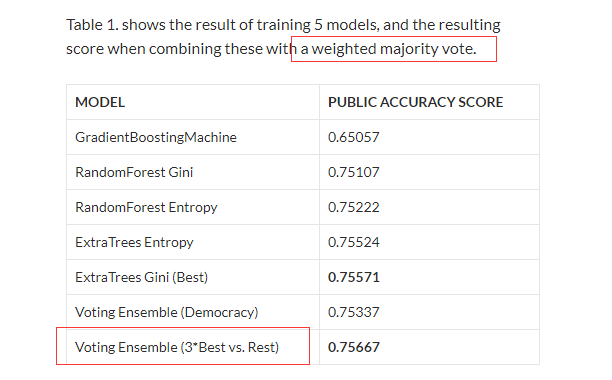 Table 1. shows the result of training 5 models, and the resulting
score when combining these with a weighted majority vote.
MODEL PUBLIC ACCURACY SCORE
GradientBoostingMachine 0.65057
RandomForest Gini 0.75107
RandomForest Entropy 0.75222
ExtraTrees Entropy 0.75524
ExtraTrees Gini (Best) 0.75571
Voting Ensemble (Democracy) 0.75337
Voting Ensemble (3*Best vs. Rest) 0.75667